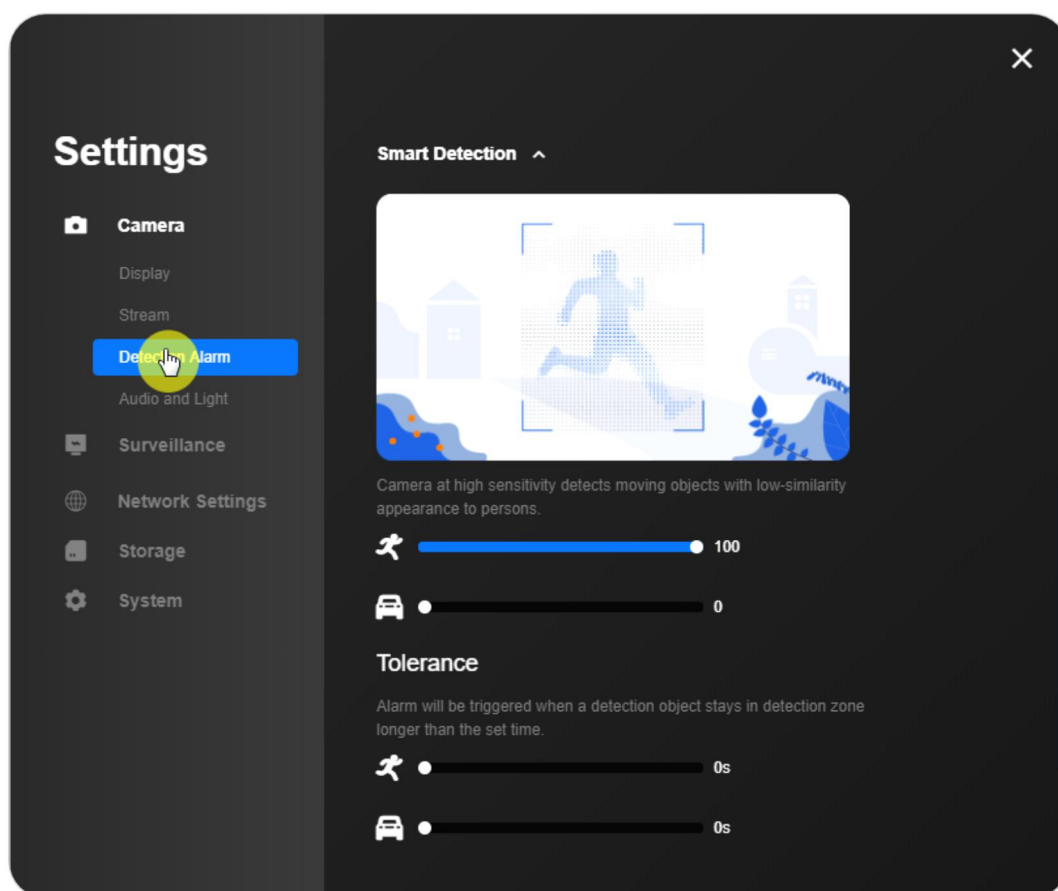 Settings
Camera
Display
Stream
Detection Alarm
Audio and Light
Surveillance
Network Settings
Storage
System
Smart Detection
Camera at high sensitivity detects moving objects with low-similarity
appearance to persons.
100
0
Tolerance
Alarm will be triggered when a detection object stays in detection zone
longer than the set time.
0s
0s